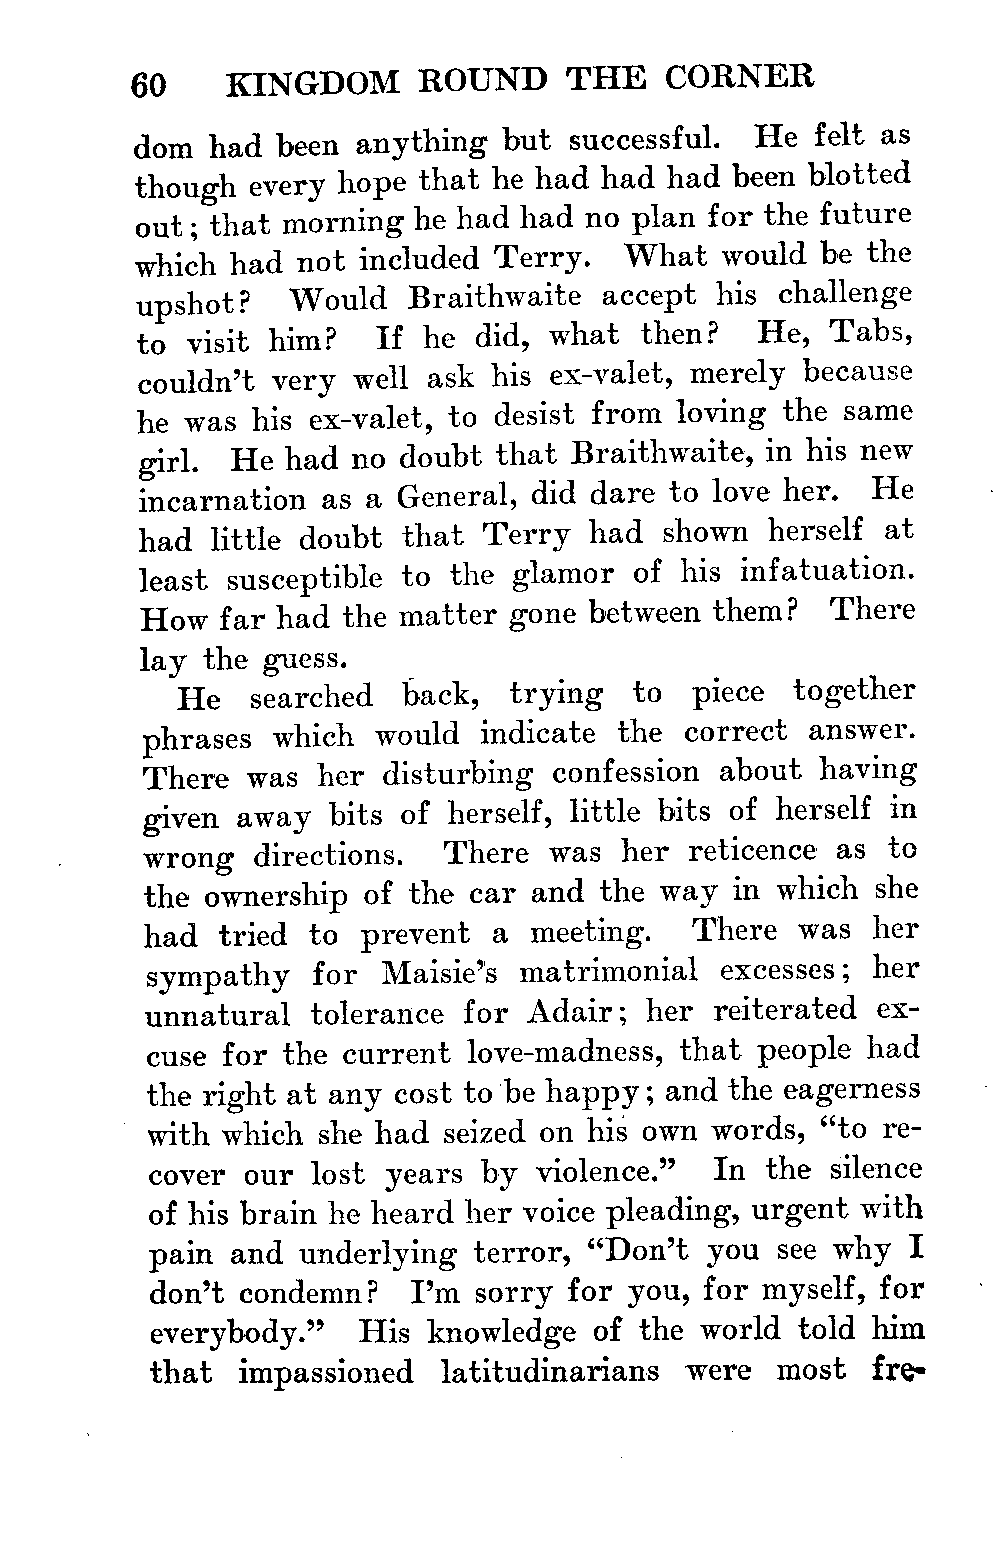 60 KINGDOM ROUND THE CORNER
dom had been anything but successful. He felt as
though every hope that he had had had been blotted
out; that morning he had had no plan for the future
which had not included Terry. What would be the
upshot? Would Braithwaite accept his challenge
to visit him? If he did, what then? He, Tabs,
couldn't very well ask his ex-valet, merely because
he was his ex-valet, to desist from loving the same
girl. He had no doubt that Braithwaite, in his new
incarnation as a General, did dare to love her. He
had little doubt that Terry had shown herself at
least susceptible to the glamor of his infatuation.
How far had the matter gone between them? There
lay the guess.
He searched back, trying to piece together
phrases which would indicate the correct answer.
There was her disturbing confession about having
given away bits of herself, little bits of herself in
wrong directions. There was her reticence as to
the ownership of the car and the way in which she
had tried to prevent a meeting. There was her
sympathy for Maisie's matrimonial excesses; her
unnatural tolerance for Adair; her reiterated ex-
cuse for the current love-madness, that people had
the right at any cost to be happy; and the eagerness
with which she had seized on his own words, "to re-
cover our lost years by violence." In the silence
of his brain he heard her voice pleading, urgent with
pain and underlying terror, "Don't you see why I
don't condemn? I'm sorry for you, for myself, for
everybody." His knowledge of the world told him
that impassioned latitudinarians were most fre-